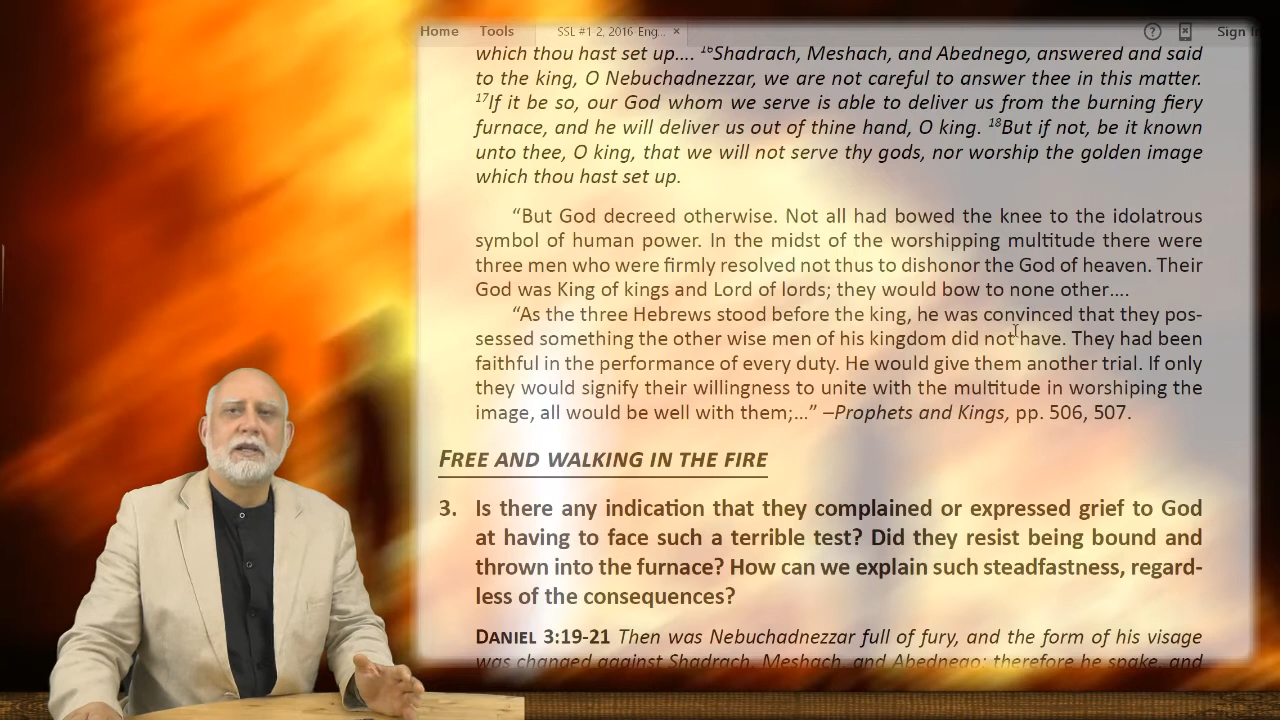 Home Tools SSL #1 2, 2016 Eng... × Sign In
which thou hast set up…. 16Shadrach, Meshach, and Abednego, answered and said
to the king, O Nebuchadnezzar, we are not careful to answer thee in this matter.
17If it be so, our God whom we serve is able to deliver us from the burning fiery
furnace, and he will deliver us out of thine hand, O king. 18But if not, be it known
unto thee, O king, that we will not serve thy gods, nor worship the golden image
which thou hast set up.
“But God decreed otherwise. Not all had bowed the knee to the idolatrous
symbol of human power. In the midst of the worshipping multitude there were
three men who were firmly resolved not thus to dishonor the God of heaven. Their
God was King of kings and Lord of lords; they would bow to none other….
“As the three Hebrews stood before the king, he was convinced that they pos-
sessed something the other wise men of his kingdom did not have. They had been
faithful in the performance of every duty. He would give them another trial. If only
they would signify their willingness to unite with the multitude in worshiping the
image, all would be well with them;…” –Prophets and Kings, pp. 506, 507.
FREE AND WALKING IN THE FIRE
3. Is there any indication that they complained or expressed grief to God
at having to face such a terrible test? Did they resist being bound and
thrown into the furnace? How can we explain such steadfastness, regard-
less of the consequences?
DANIEL 3:19-21 Then was Nebuchadnezzar full of fury, and the form of his visage
was changed against Shadrach, Meshach, and Abednego: therefore he spake, and